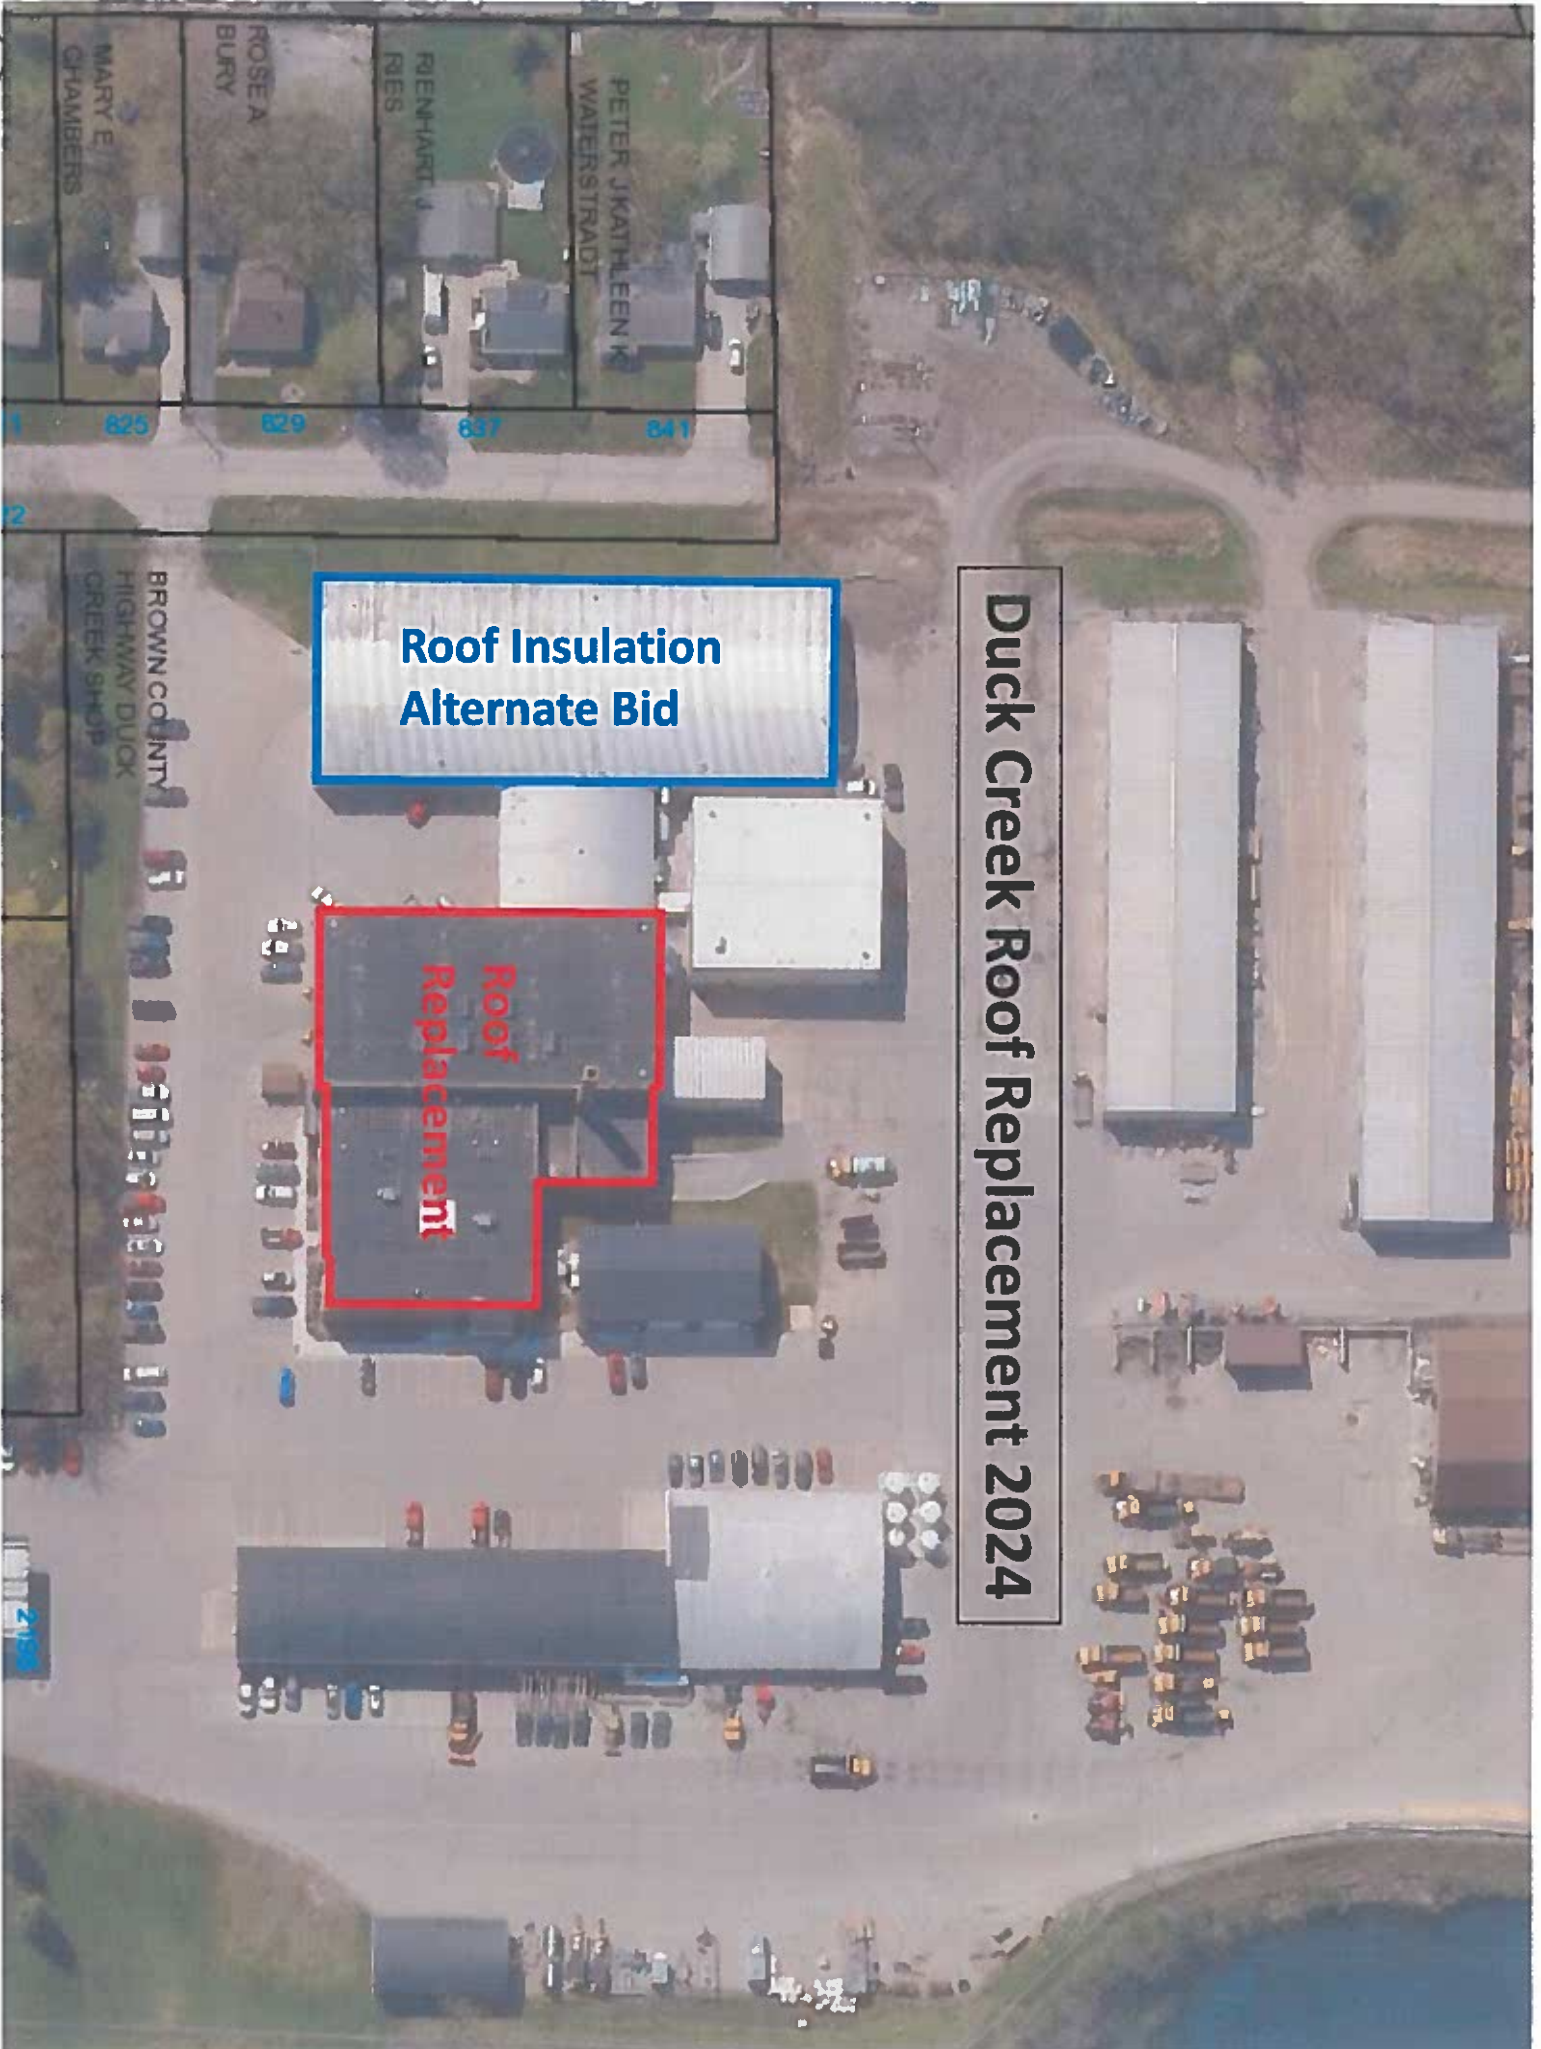 Duck Creek Roof Replacement 2024
PETER J KATHLEEN K
WATERSTRADT
RIENHART J
RIES
ROSE A
BURY
MARY E
CHAMBERS
841
837
829
825
Roof Insulation
Alternate Bid
Roof
Replacement
BROWN COUNTY
HIGHWAY DUCK
CREEK SHOP